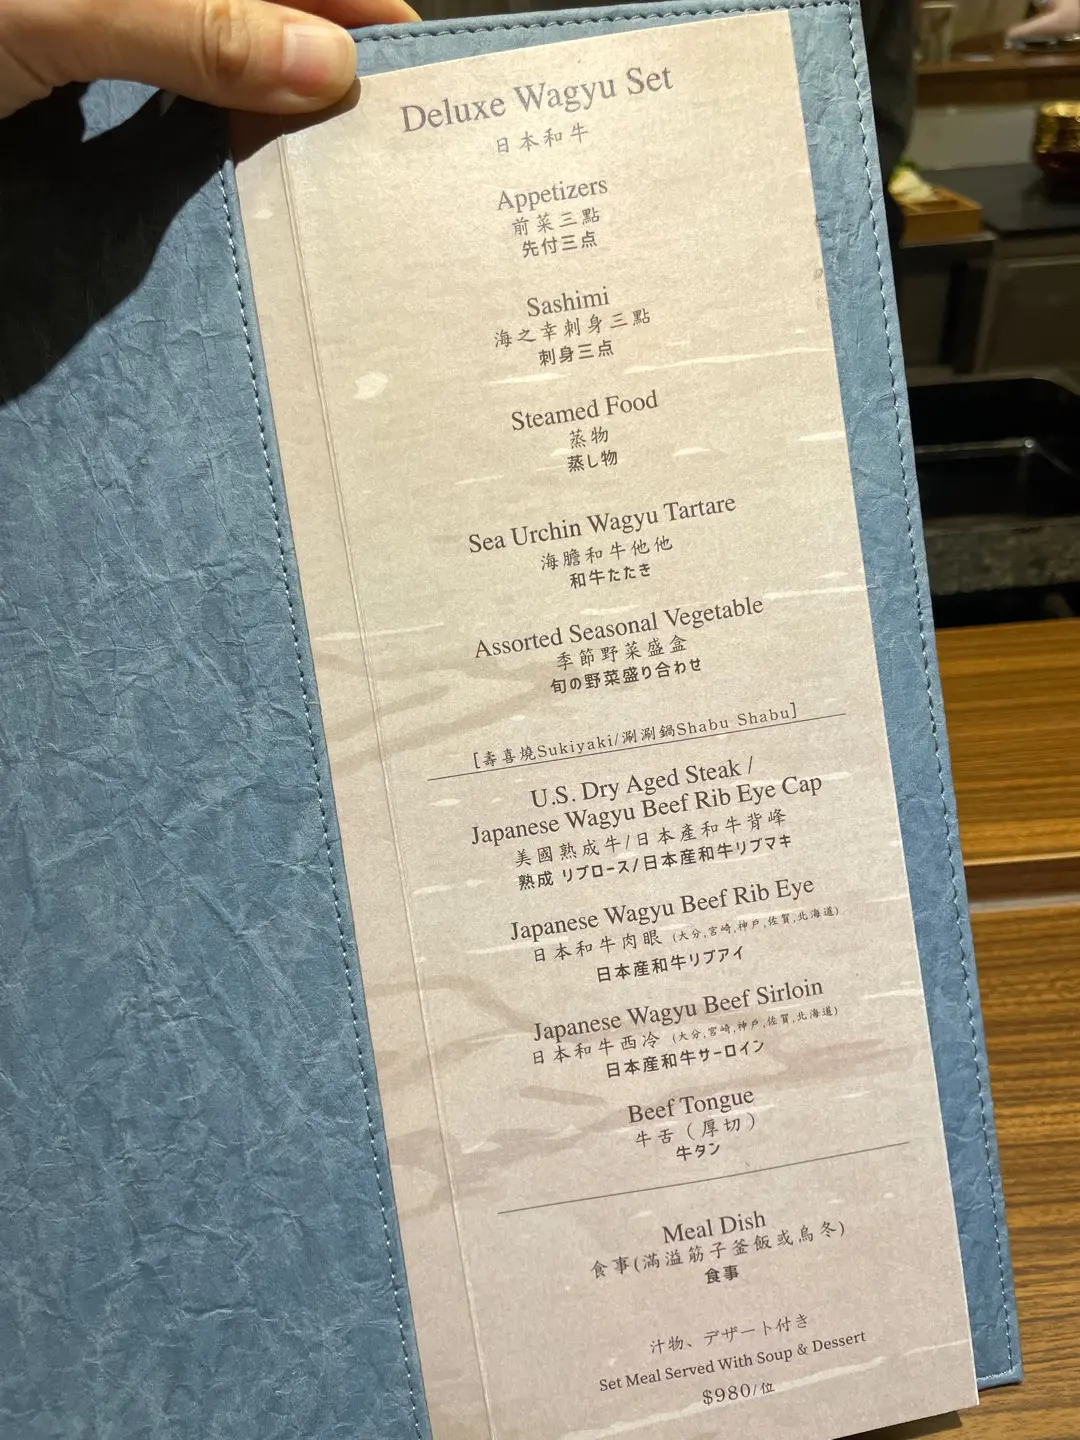 Deluxe Wagyu Set
日本和牛
Appetizers
前菜三點
先付三点
Sashimi
海之幸刺身三點
刺身三点
Steamed Food
蒸物
蒸し物
Sea Urchin Wagyu Tartare
海膽和牛他他
和牛たたき
Assorted Seasonal Vegetable
季節野菜盛盒
旬の野菜盛り合わせ
[壽喜燒Sukiyaki/涮涮鍋Shabu Shabu]
U.S. Dry Aged Steak /
Japanese Wagyu Beef Rib Eye Cap
美國熟成牛/日本產和牛背峰
熟成 リブロース/日本産和牛リブマキ
Japanese Wagyu Beef Rib Eye
日本和牛肉眼 (大分,宮崎,神戶,佐賀,北海道)
日本産和牛リブアイ
Japanese Wagyu Beef Sirloin
日本和牛西冷 (大分,宮崎,神戶,佐賀,北海道)
日本産和牛サーロイン
Beef Tongue
牛舌（厚切）
牛タン
Meal Dish
食事(滿溢筋子釜飯或烏冬)
食事
汁物、デザート付き
Set Meal Served With Soup & Dessert
$980/位